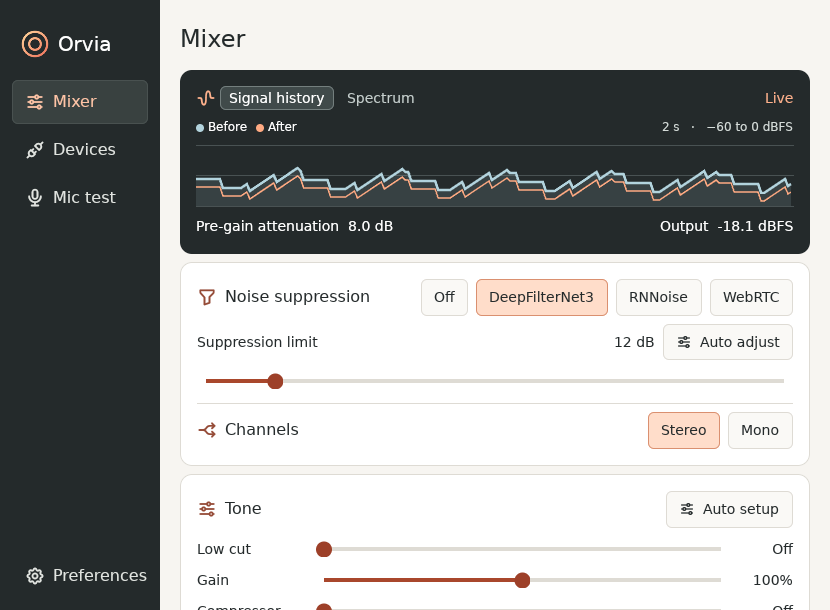 Orvia
Mixer
Devices
Mic test
Preferences
Mixer
Signal history Spectrum Live
Before After 2 s · −60 to 0 dBFS
Pre-gain attenuation 8.0 dB Output -18.1 dBFS
Noise suppression Off DeepFilterNet3 RNNoise WebRTC
Suppression limit 12 dB Auto adjust
Channels Stereo Mono
Tone Auto setup
Low cut Off
Gain 100%
Compressor Off